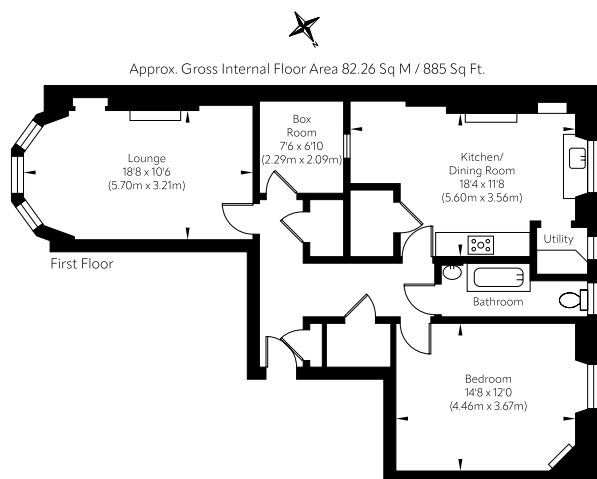 N
Approx. Gross Internal Floor Area 82.26 Sq M / 885 Sq Ft.
Lounge
18'8 x 10'6
(5.70m x 3.21m)
Box
Room
7'6 x 6'10
(2.29m x 2.09m)
Kitchen/
Dining Room
18'4 x 11'8
(5.60m x 3.56m)
Utility
First Floor
Bathroom
Bedroom
14'8 x 12'0
(4.46m x 3.67m)